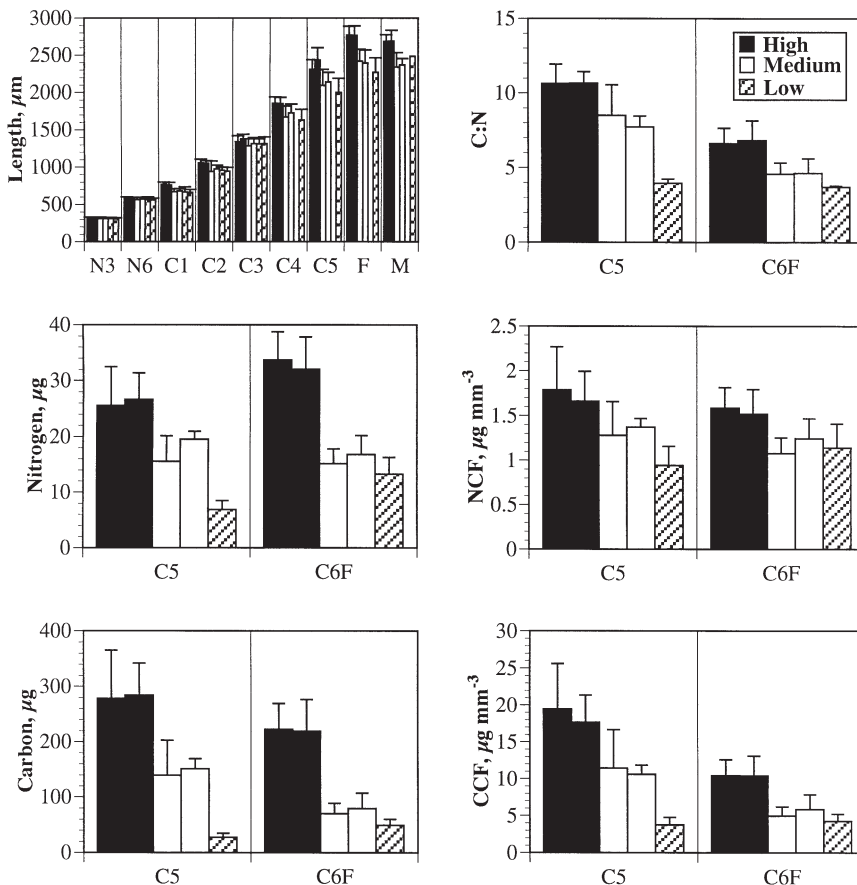 Length, µm
3000
2500
2000
1500
1000
500
0
N3 N6 C1 C2 C3 C4 C5 F M
C:N
15
10
5
0
High
Medium
Low
C5 C6F
Nitrogen, µg
40
30
20
10
0
C5 C6F
NCF, µg mm-3
2.5
2
1.5
1
0.5
0
C5 C6F
Carbon, µg
400
300
200
100
0
C5 C6F
CCF, µg mm-3
30
25
20
15
10
5
0
C5 C6F